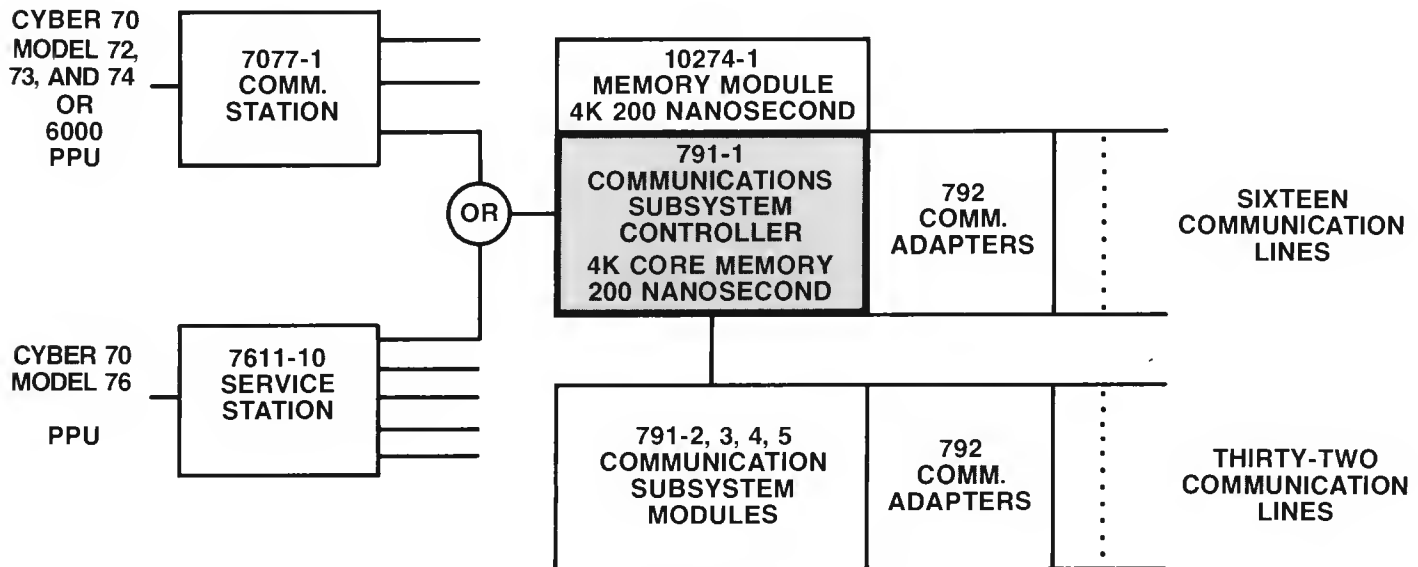 CYBER 70
MODEL 72,
73, AND 74
OR
6000
PPU
7077-1
COMM.
STATION
10274-1
MEMORY MODULE
4K 200 NANOSECOND
OR
791-1
COMMUNICATIONS
SUBSYSTEM
CONTROLLER
4K CORE MEMORY
200 NANOSECOND
792
COMM.
ADAPTERS
SIXTEEN
COMMUNICATION
LINES
CYBER 70
MODEL 76
PPU
7611-10
SERVICE
STATION
791-2, 3, 4, 5
COMMUNICATION
SUBSYSTEM
MODULES
792
COMM.
ADAPTERS
THIRTY-TWO
COMMUNICATION
LINES